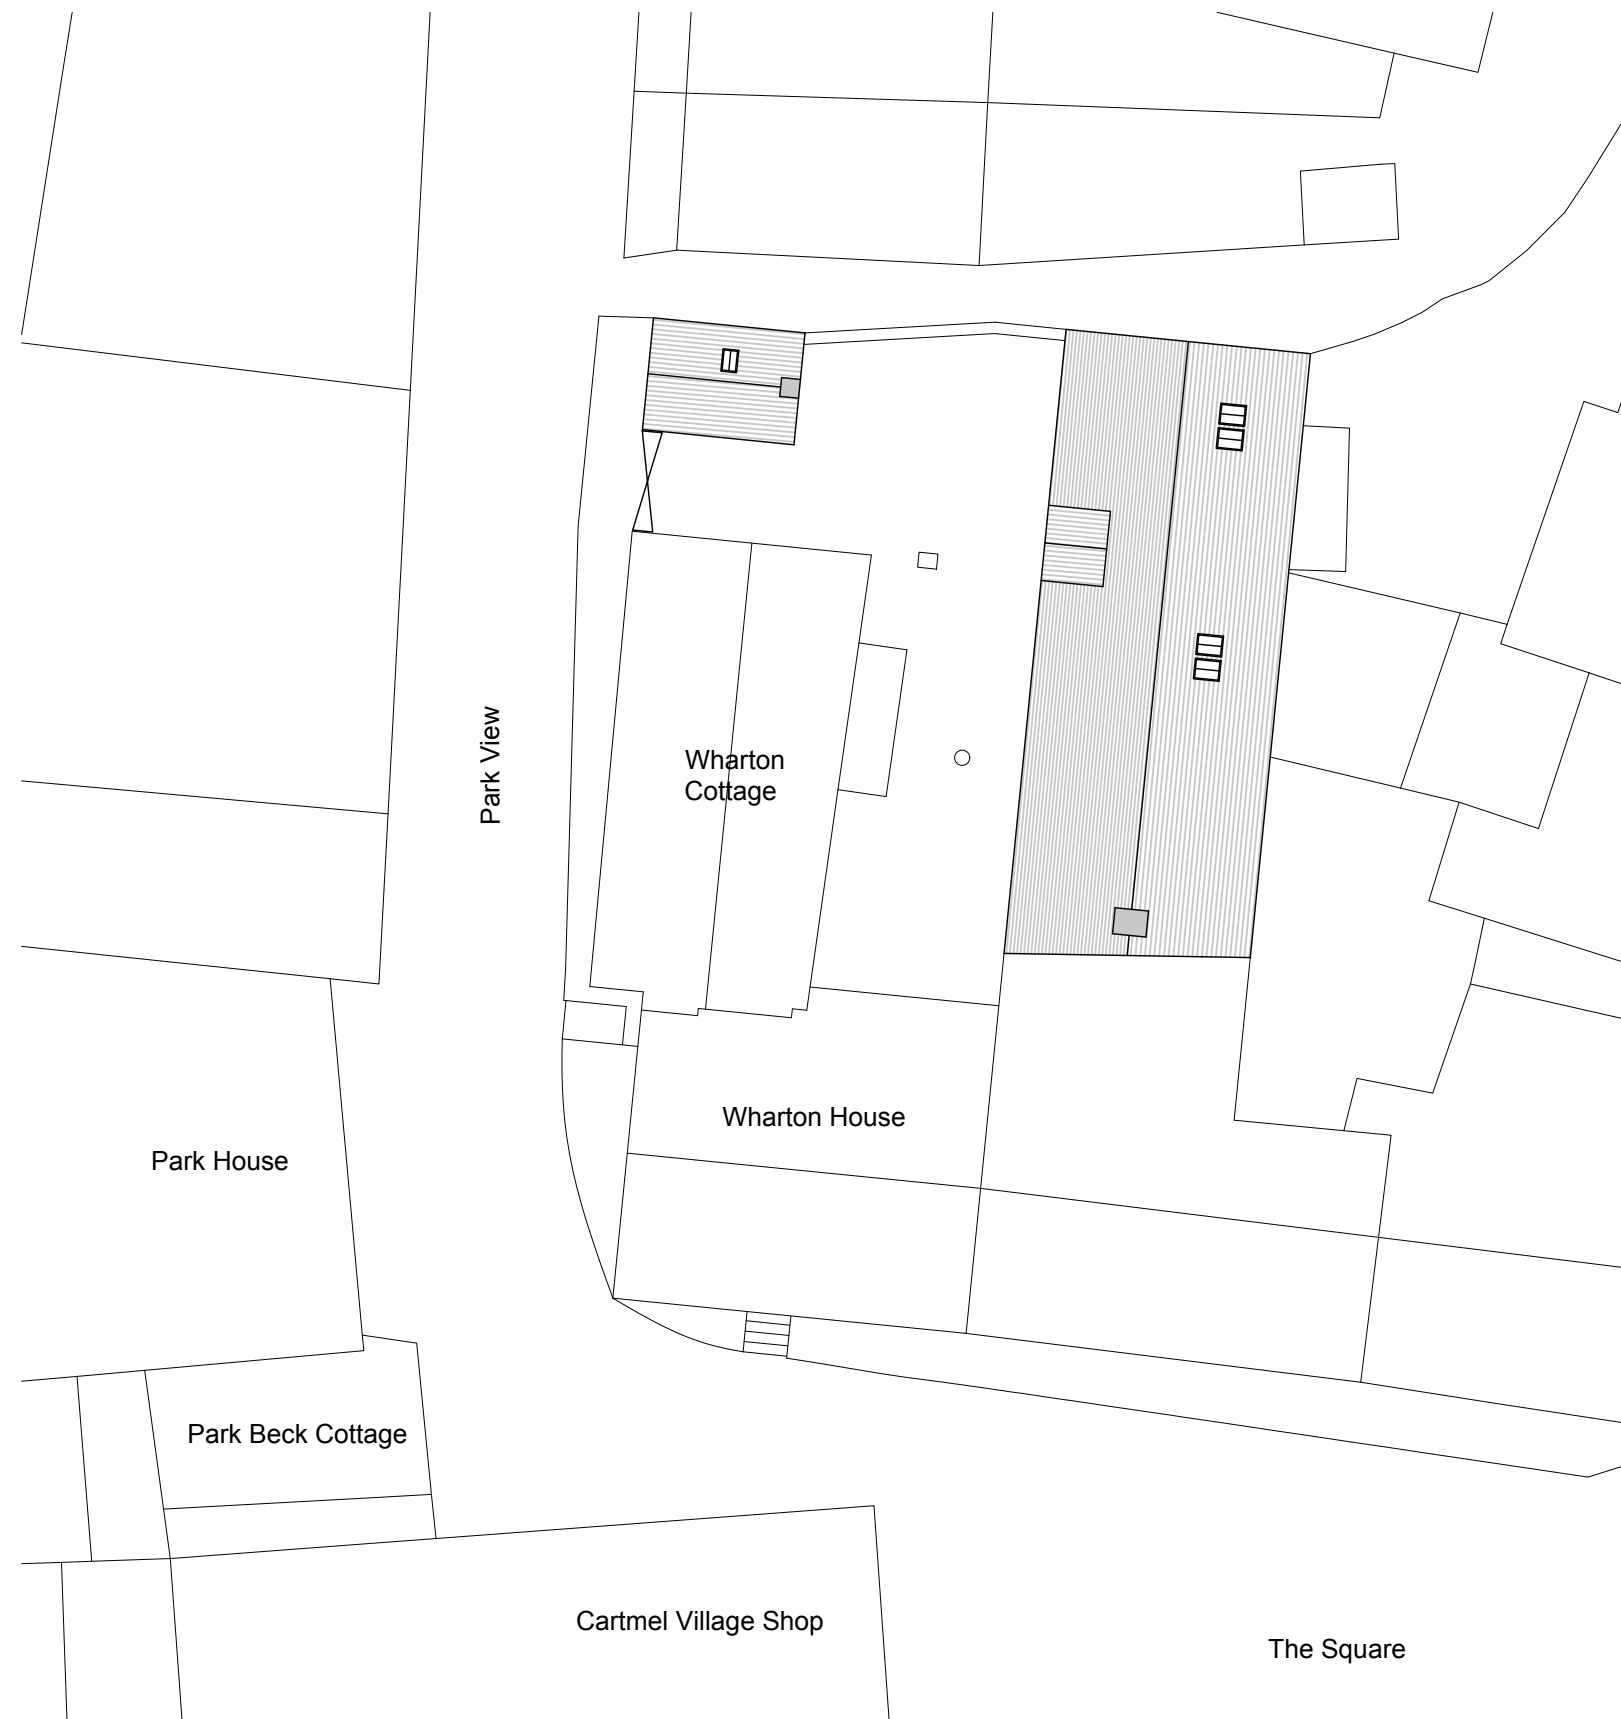 Park View
Wharton
Cottage
Wharton House
Park House
Park Beck Cottage
Cartmel Village Shop
The Square